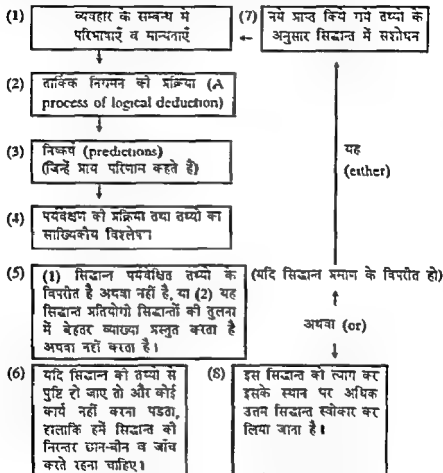 (1) व्यवहार के सम्बन्ध मे
परिभाषाएँ व मान्यताएँ
(7) नये प्राप्त किये गये तथ्यो के
अनुसार सिद्धान्त में सशोधन
(2) तार्किक निगमन की प्रक्रिया (A
process of logical deduction)
(3) निष्कर्ष (predictions)
(जिन्हें प्राय परिणाम कहते है)
यह
(either)
(4) पर्यवेक्षण की प्रक्रिया तथा तथ्यो का
साख्यिकीय विश्लेषण
(5) (1) सिद्धान्त पर्यवेक्षित तथ्यो के
विपरीत है अथवा नहीं है, या (2) यह
सिद्धान्त प्रतियोगी सिद्धान्तों की तुलना
में बेहतर व्याख्या प्रस्तुत करता है
अथवा नहीं करता है।
(यदि सिद्धान्त प्रमाण के विपरीत हो)
अथवा (or)
(6) यदि सिद्धान्त की तथ्यो से
पुष्टि हो जाए तो और कोई
कार्य नहीं करना पडता,
हालाकि हमें सिद्धान्त की
निरन्तर छान-बीन व जाँच
करते रहना चाहिए।
(8) इस सिद्धान्त को त्याग कर
इसके स्थान पर अधिक
उत्तम सिद्धान्त स्वीकार कर
लिया जाना है।